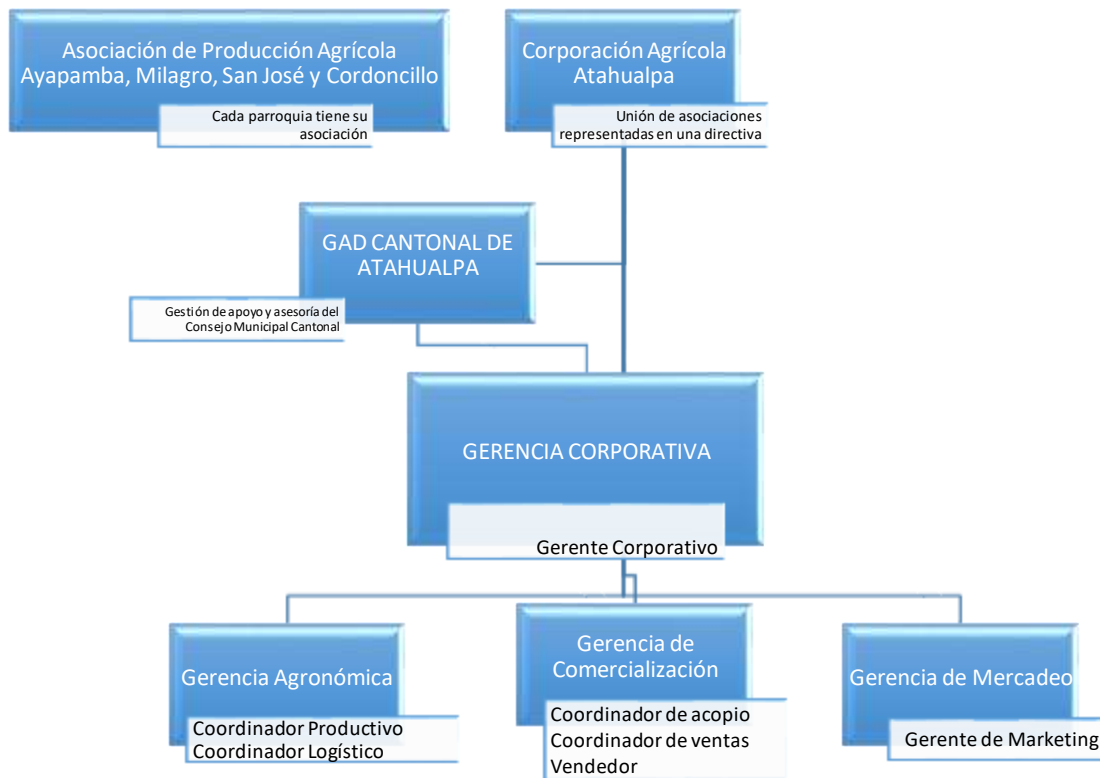 Asociación de Producción Agrícola
Ayapamba, Milagro, San José y Cordoncillo
Cada parroquia tiene su
asociación
Corporación Agrícola
Atahualpa
Unión de asociaciones
representadas en una directiva
GAD CANTONAL DE
ATAHUALPA
Gestión de apoyo y asesoría del
Consejo Municipal Cantonal
GERENCIA CORPORATIVA
Gerente Corporativo
Gerencia Agronómica
Coordinador Productivo
Coordinador Logístico
Gerencia de
Comercialización
Coordinador de acopio
Coordinador de ventas
Vendedor
Gerencia de Mercadeo
Gerente de Marketing